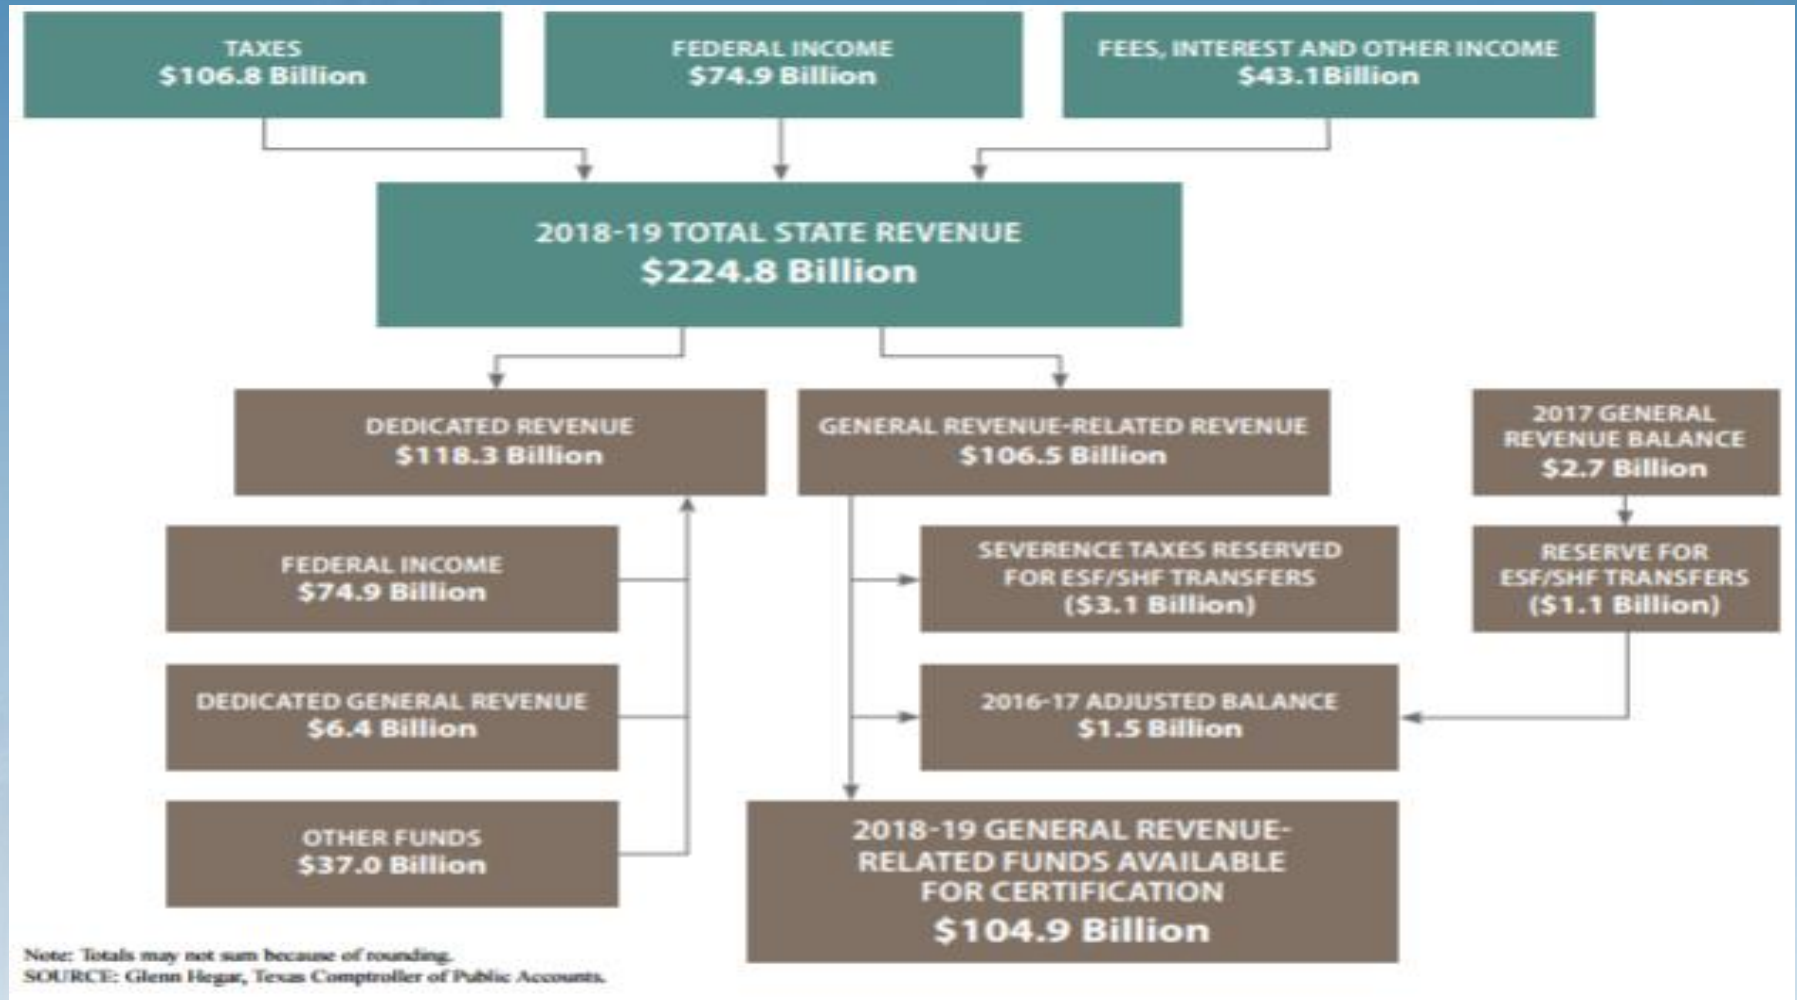 TAXES
$106.8 Billion
FEDERAL INCOME
$74.9 Billion
FEES, INTEREST AND OTHER INCOME
$43.1Billion
2018-19 TOTAL STATE REVENUE
$224.8 Billion
DEDICATED REVENUE
$118.3 Billion
GENERAL REVENUE-RELATED REVENUE
$106.5 Billion
2017 GENERAL
REVENUE BALANCE
$2.7 Billion
FEDERAL INCOME
$74.9 Billion
SEVERENCE TAXES RESERVED
FOR ESF/SHF TRANSFERS
($3.1 Billion)
RESERVE FOR
ESF/SHF TRANSFERS
($1.1 Billion)
DEDICATED GENERAL REVENUE
$6.4 Billion
2016-17 ADJUSTED BALANCE
$1.5 Billion
OTHER FUNDS
$37.0 Billion
2018-19 GENERAL REVENUE-
RELATED FUNDS AVAILABLE
FOR CERTIFICATION
$104.9 Billion
Note: Totals may not sum because of rounding.
SOURCE: Glenn Hegar, Texas Comptroller of Public Accounts.